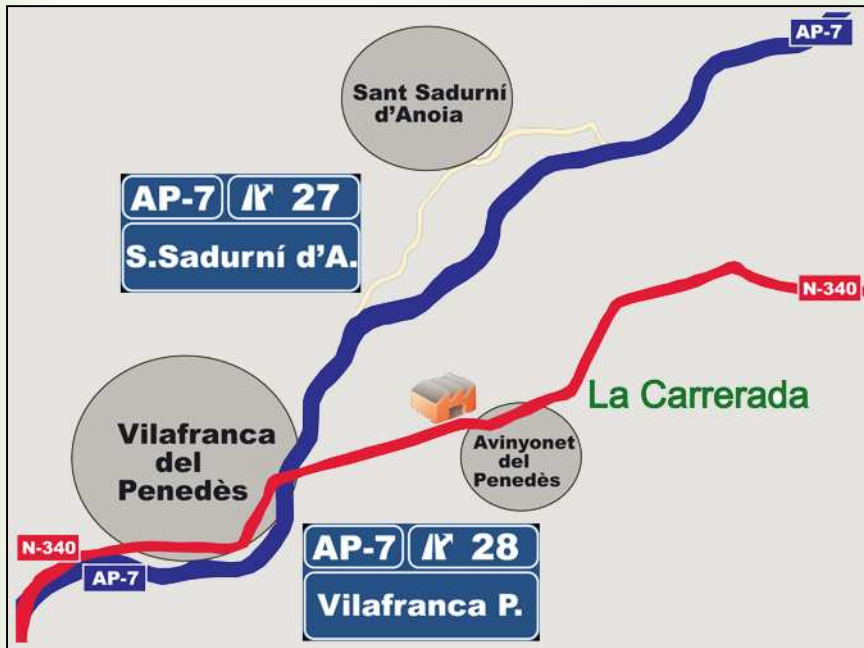 AP-7
Sant Sadurní
d'Anoia
AP-7 27
S.Sadurní d'A.
N-340
La Carrerada
Vilafranca
del
Penedès
Avinyonet
del
Penedès
N-340
AP-7
AP-7 28
Vilafranca P.